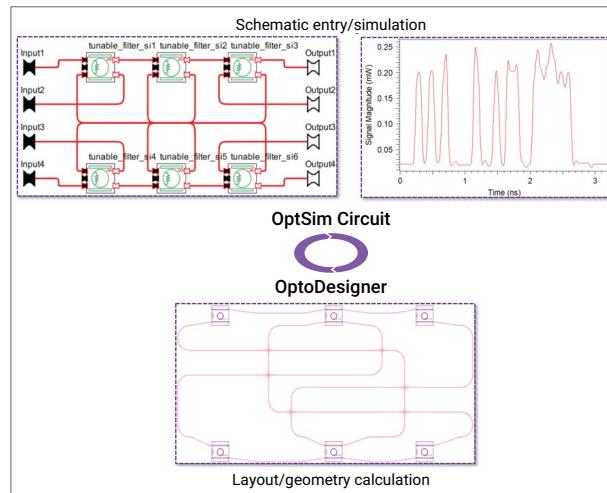 Schematic entry/simulation
tunable_filter_si1 tunable_filter_si2 tunable_filter_si3
Input1
Output1
Input2
Output2
Input3
Output3
tunable_filter_si4 tunable_filter_si5 tunable_filter_si6
Input4
Output4
Signal Magnitude (mW)
0.25
0.20
0.15
0.10
0.05
0 1 2 3
Time (ns)
OptSim Circuit
OptoDesigner
Layout/geometry calculation